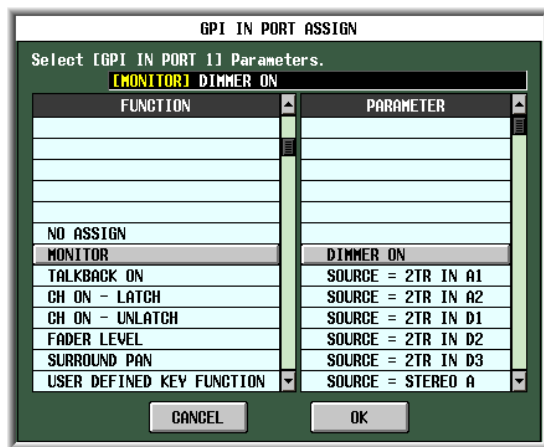 GPI IN PORT ASSIGN
Select [GPI IN PORT 1] Parameters.
[MONITOR] DIMMER ON
FUNCTION PARAMETER
NO ASSIGN
MONITOR DIMMER ON
TALKBACK ON SOURCE = 2TR IN A1
CH ON - LATCH SOURCE = 2TR IN A2
CH ON - UNLATCH SOURCE = 2TR IN D1
FADER LEVEL SOURCE = 2TR IN D2
SURROUND PAN SOURCE = 2TR IN D3
USER DEFINED KEY FUNCTION SOURCE = STEREO A
CANCEL OK